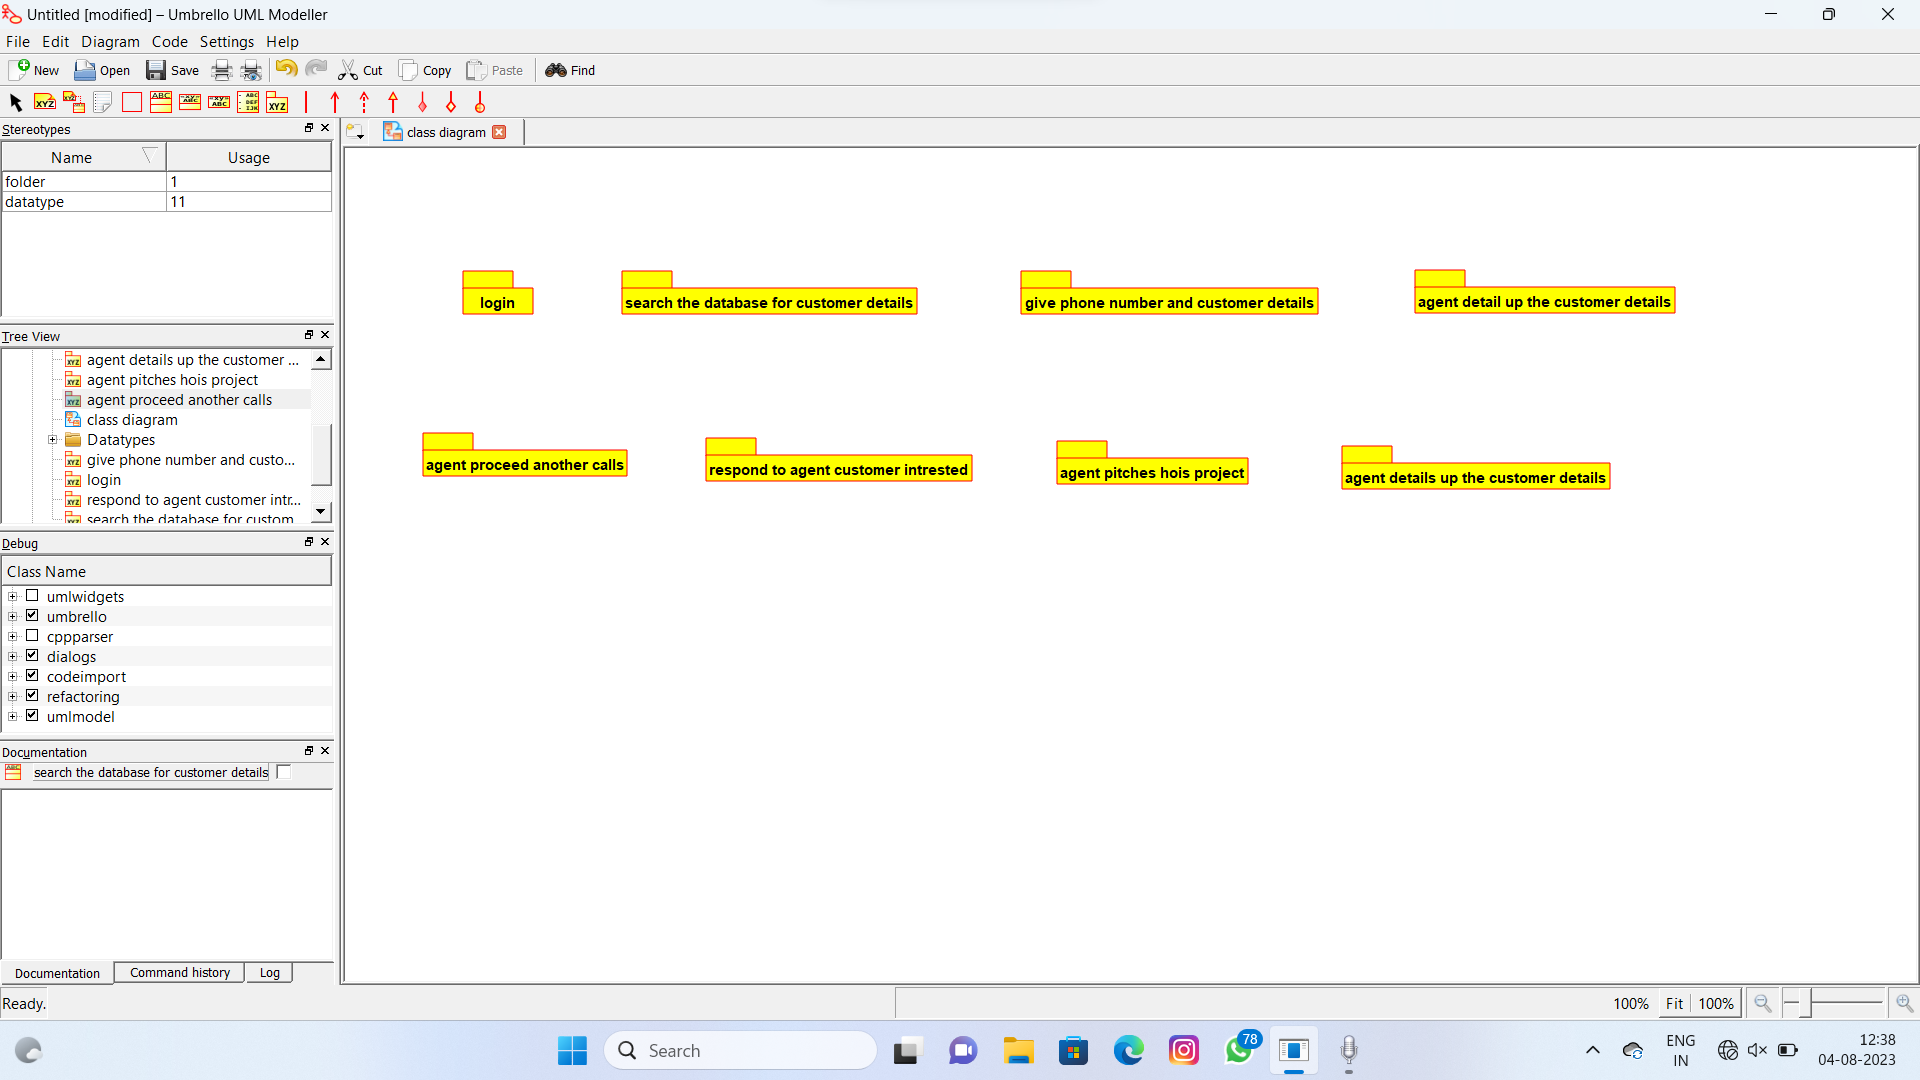 Untitled [modified] – Umbrello UML Modeller
File Edit Diagram Code Settings Help
New Open Save Cut Copy Paste Find
Stereotypes
class diagram
Name Usage
folder 1
datatype 11
login
search the database for customer details
give phone number and customer details
agent detail up the customer details
Tree View
agent details up the customer ...
agent pitches hois project
agent proceed another calls
class diagram
Datatypes
give phone number and custo...
login
respond to agent customer intr...
search the database for custom
agent proceed another calls
respond to agent customer intrested
agent pitches hois project
agent details up the customer details
Debug
Class Name
umlwidgets
umbrello
cppparser
dialogs
codeimport
refactoring
umlmodel
Documentation
search the database for customer details
Documentation Command history Log
Ready.
100% Fit 100%
Search
78
ENG
IN
12:38
04-08-2023